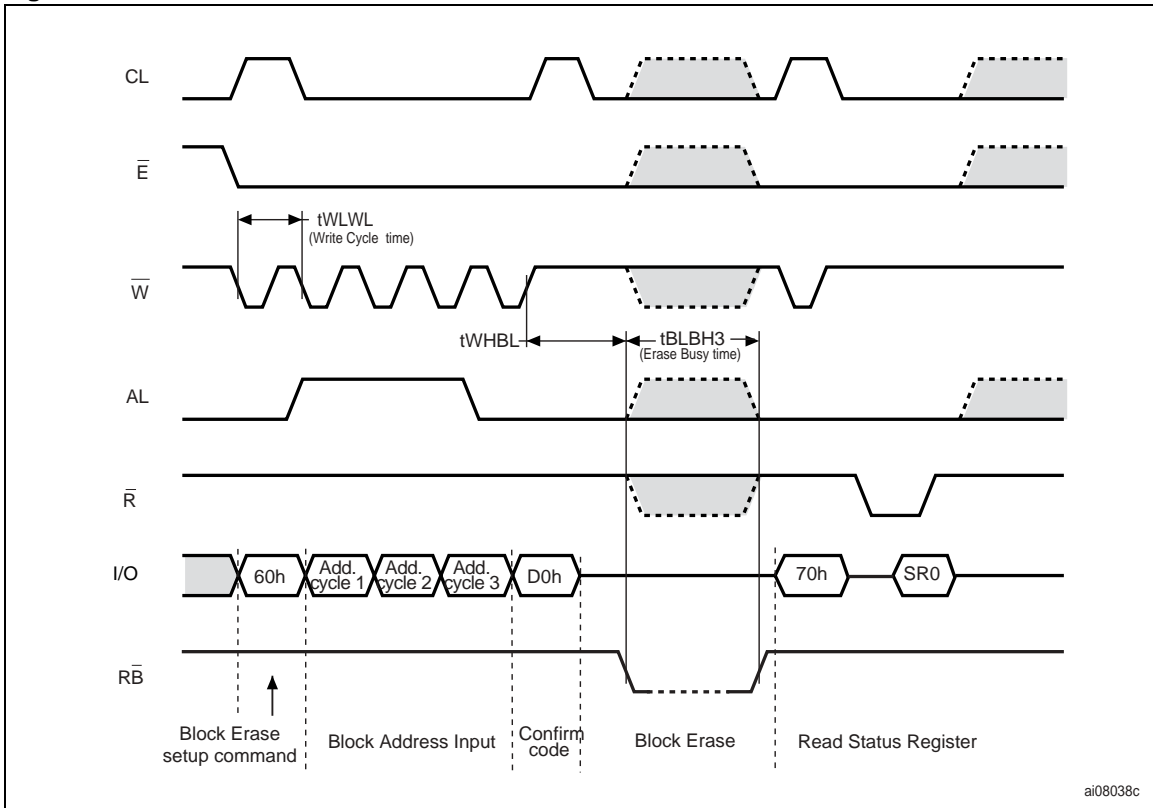 CL
E̅
tWLWL
(Write Cycle time)
W̅
tWHBL
tBLBH3
(Erase Busy time)
AL
R̅
I/O
60h
Add.
cycle 1
Add.
cycle 2
Add.
cycle 3
D0h
70h
SR0
RB̅
Block Erase
setup command
Block Address Input
Confirm
code
Block Erase
Read Status Register
ai08038c